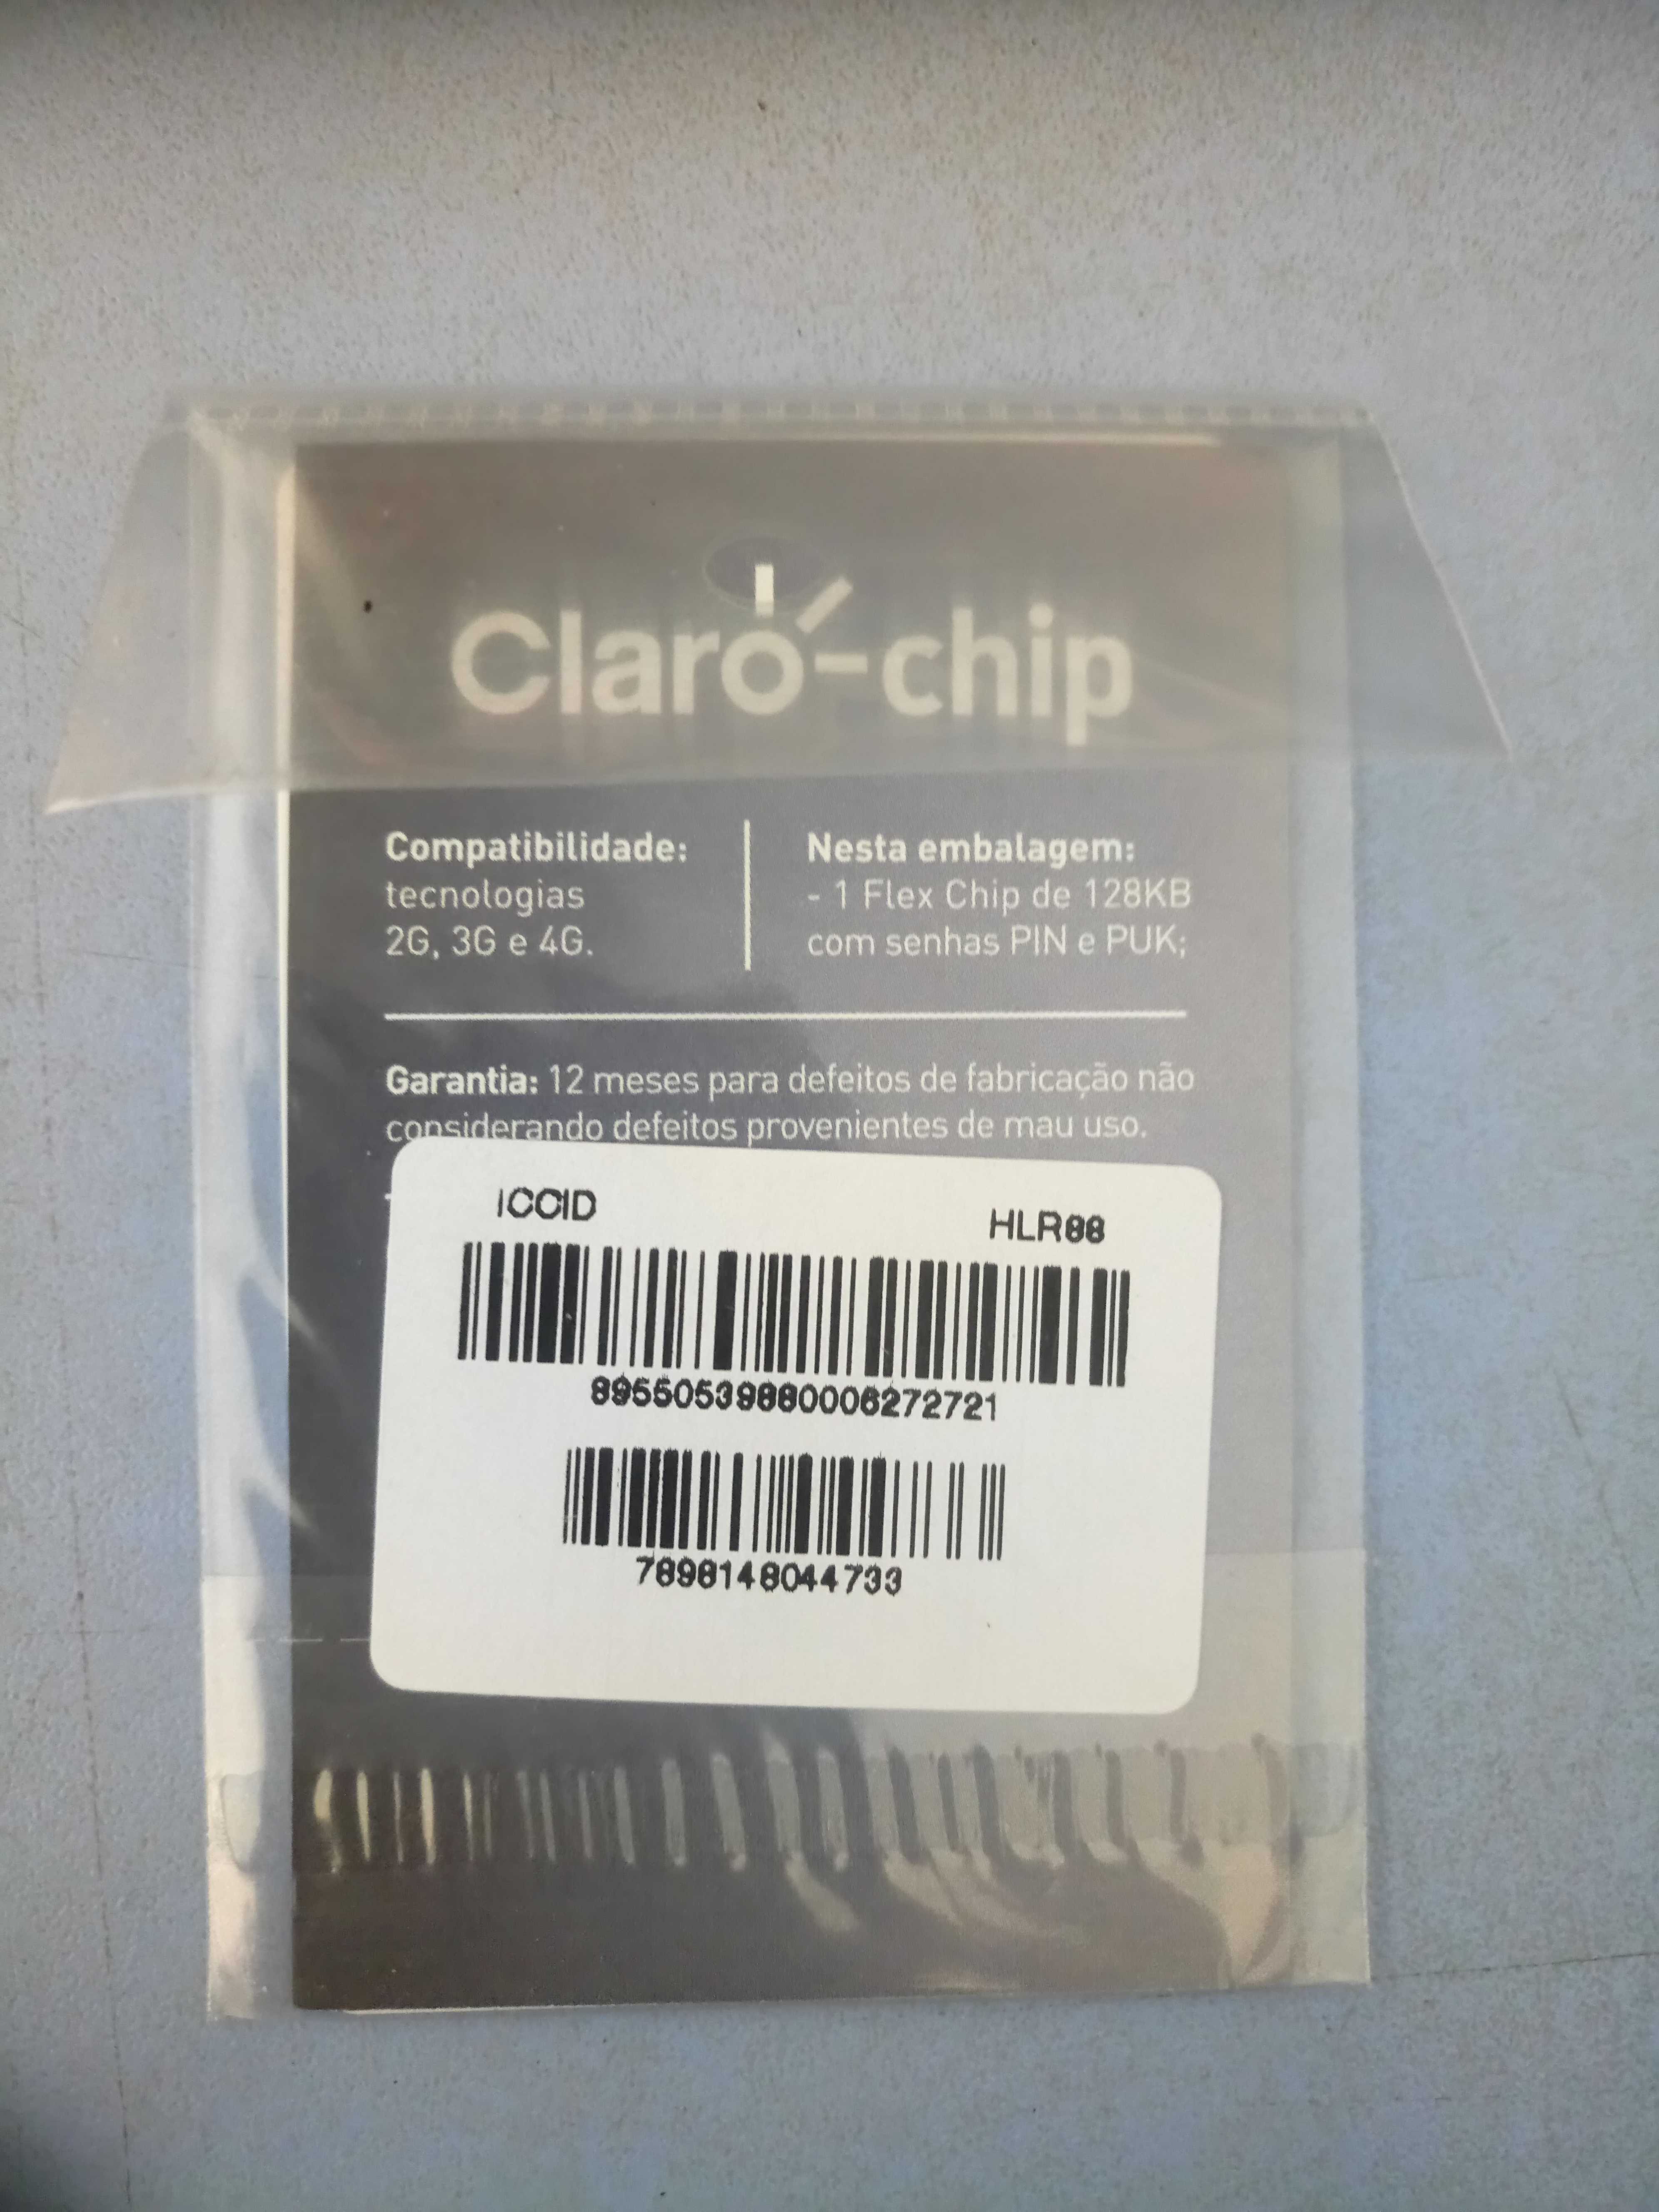 Claro-chip
Compatibilidade:
tecnologias
2G, 3G e 4G.
Nesta embalagem:
- 1 Flex Chip de 128KB
com senhas PIN e PUK;
Garantia: 12 meses para defeitos de fabricação não
considerando defeitos provenientes de mau uso.
ICCID
HLR88
89550539880006272721
7898148044733